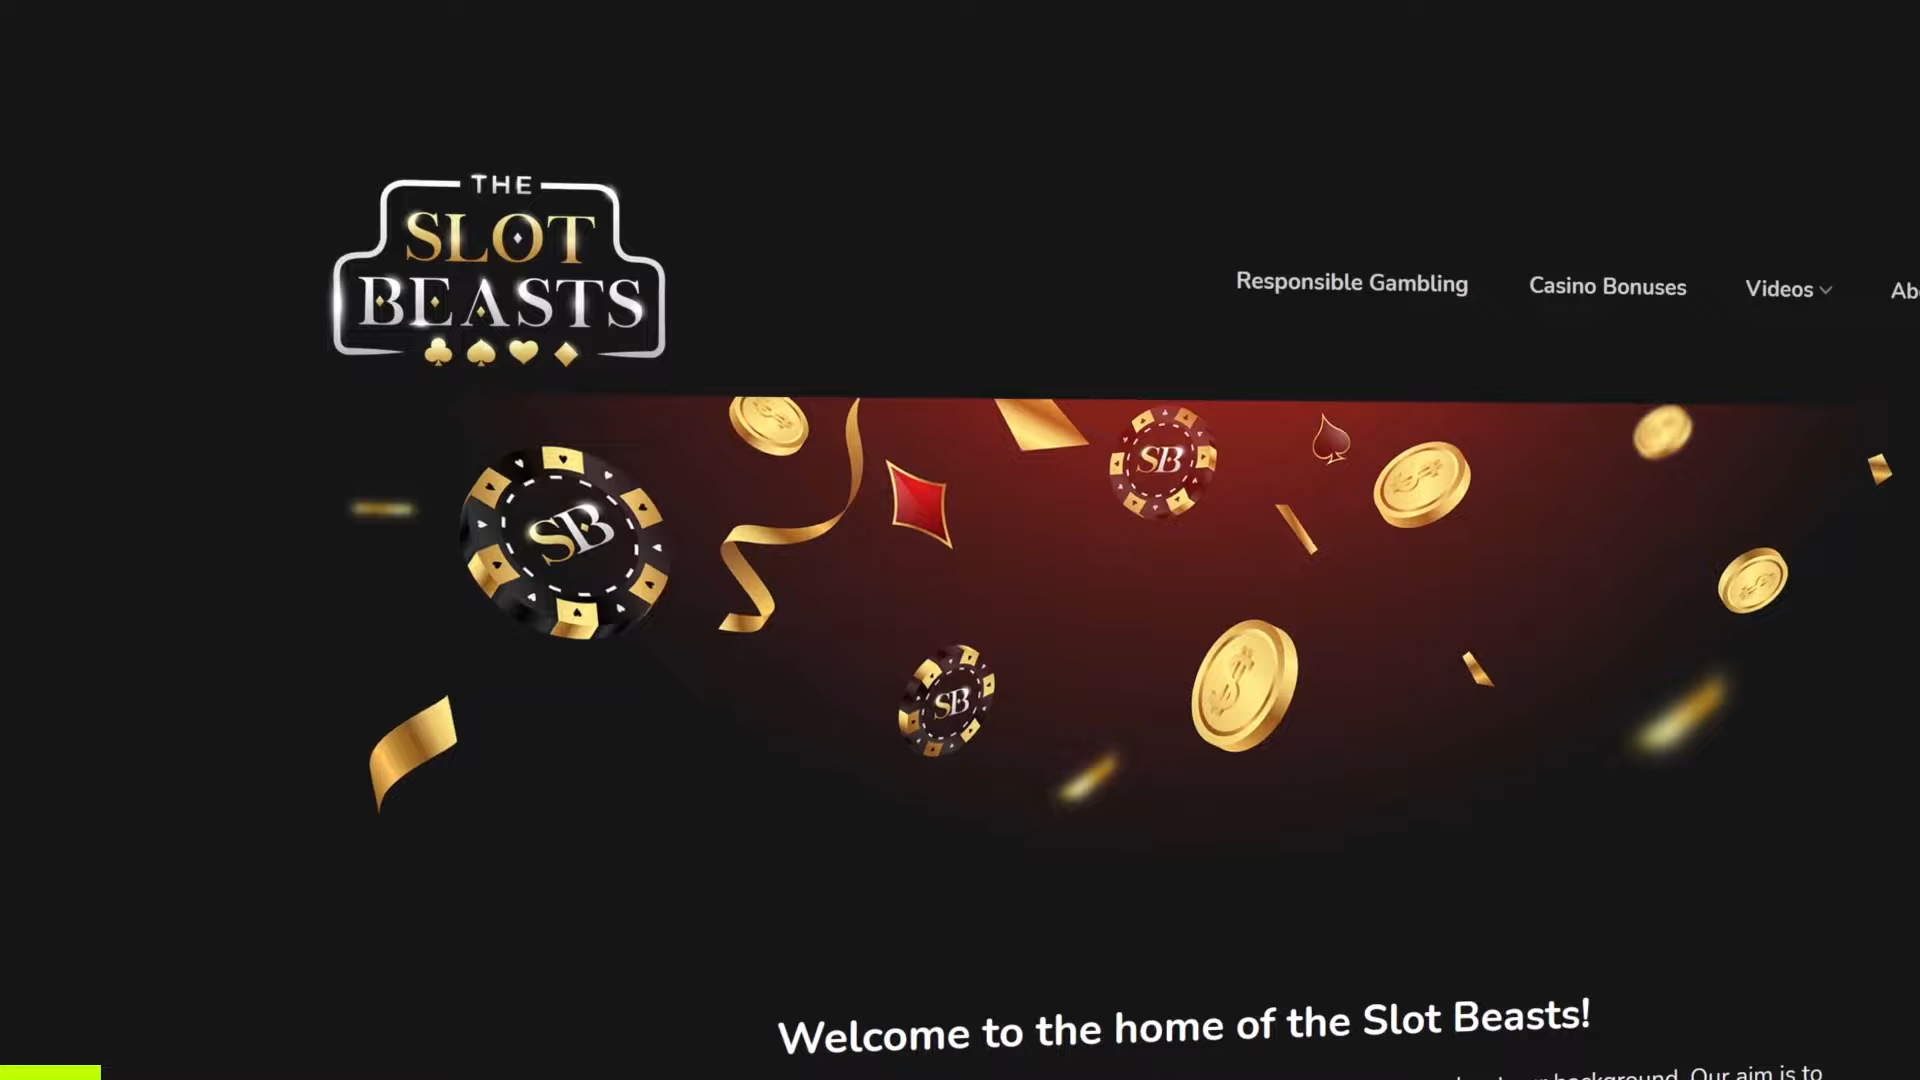 THE
SLOT
BEASTS
Responsible Gambling
Casino Bonuses
Videos
SB
SB
SB
Welcome to the home of the Slot Beasts!
background. Our aim is to